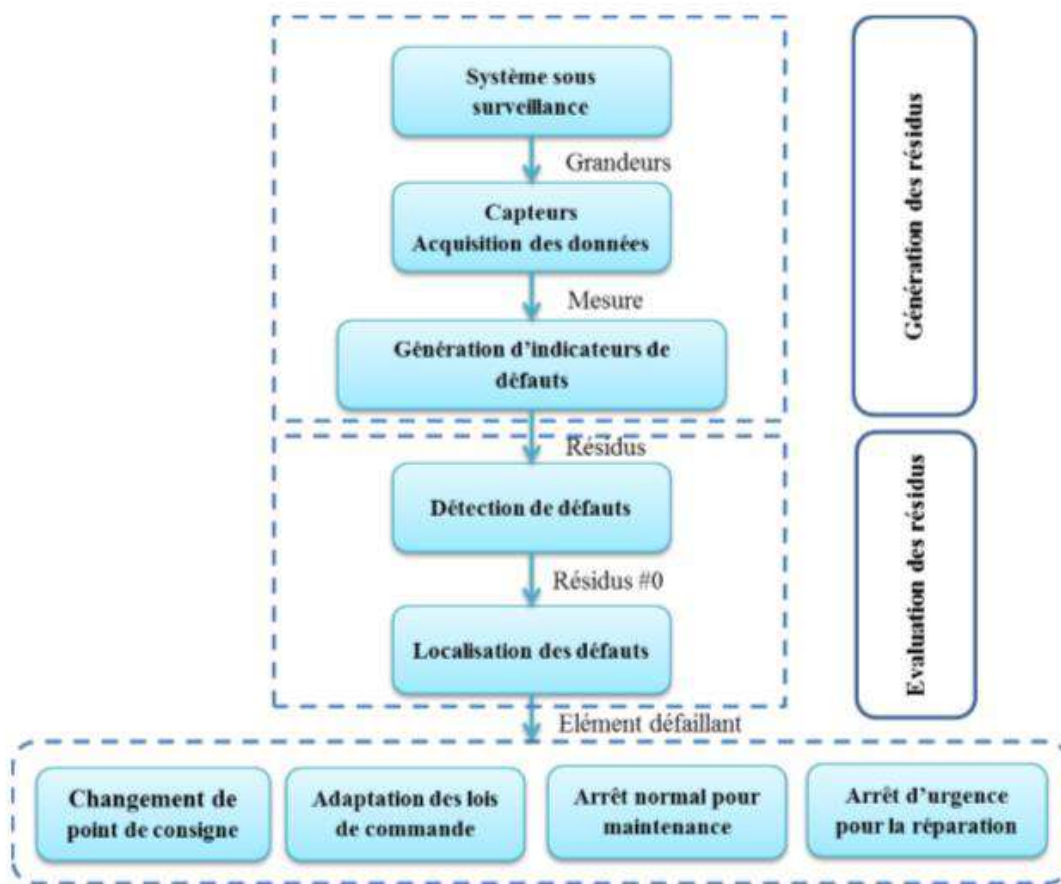 Système sous
surveillance
Grandeurs
Capteurs
Acquisition des données
Mesure
Génération d'indicateurs de
défauts
Génération des résidus
Résidus
Détection de défauts
Résidus #0
Localisation des défauts
Evaluation des résidus
Elément défaillant
Changement de
point de consigne
Adaptation des lois
de commande
Arrêt normal pour
maintenance
Arrêt d'urgence
pour la réparation